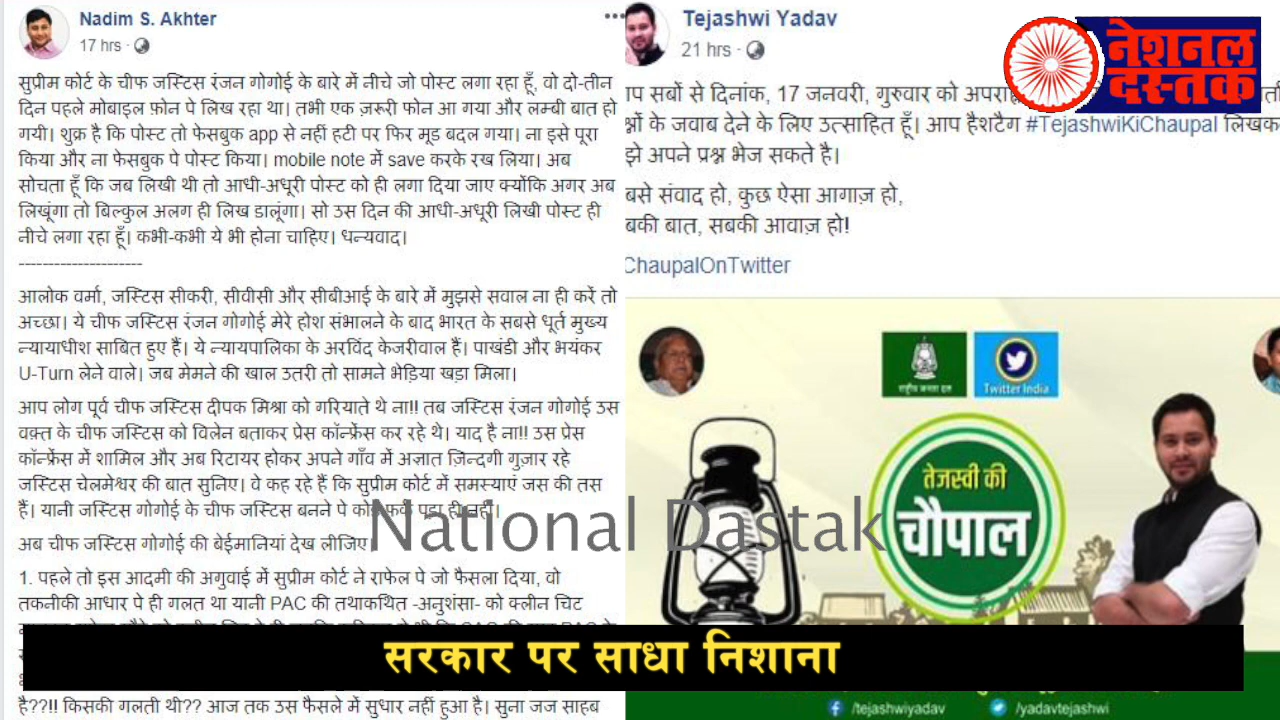 Nadim S. Akhter
17 hrs ·
सुप्रीम कोर्ट के चीफ जस्टिस रंजन गोगोई के बारे में नीचे जो पोस्ट लगा रहा हूँ, वो दो-तीन
दिन पहले मोबाइल फ़ोन पे लिख रहा था। तभी एक जरूरी फोन आ गया और लम्बी बात हो
गयी। शुक्र है कि पोस्ट तो फेसबुक app से नहीं हटी पर फिर मूड बदल गया। ना इसे पूरा
किया और ना फेसबुक पे पोस्ट किया। mobile note में save करके रख लिया। अब
सोचता हूँ कि जब लिखी थी तो आधी-अधूरी पोस्ट को ही लगा दिया जाए क्योंकि अगर अब
लिखूंगा तो बिल्कुल अलग ही लिख डालूंगा। सो उस दिन की आधी-अधूरी लिखी पोस्ट ही
नीचे लगा रहा हूँ। कभी-कभी ये भी होना चाहिए। धन्यवाद।
---------------------
आलोक वर्मा, जस्टिस सीकरी, सीवीसी और सीबीआई के बारे में मुझसे सवाल ना ही करें तो
अच्छा। ये चीफ जस्टिस रंजन गोगोई मेरे होश संभालने के बाद भारत के सबसे धूर्त मुख्य
न्यायाधीश साबित हुए हैं। ये न्यायपालिका के अरविंद केजरीवाल हैं। पाखंडी और भयंकर
U-Turn लेने वाले। जब मेमने की खाल उतरी तो सामने भेड़िया खड़ा मिला।
आप लोग पूर्व चीफ जस्टिस दीपक मिश्रा को गरियाते थे ना!! तब जस्टिस रंजन गोगोई उस
वक़्त के चीफ जस्टिस को विलेन बताकर प्रेस कॉन्फ्रेंस कर रहे थे। याद है ना!! उस प्रेस
कॉन्फ्रेंस में शामिल और अब रिटायर होकर अपने गाँव में अज्ञात ज़िन्दगी गुज़ार रहे
जस्टिस चेलमेश्वर की बात सुनिए। वे कह रहे हैं कि सुप्रीम कोर्ट में समस्याएं जस की तस
हैं। यानी जस्टिस गोगोई के चीफ जस्टिस बनने पे कोई फर्क पड़ा ही नहीं।
अब चीफ जस्टिस गोगोई की बेईमानियां देख लीजिए
1. पहले तो इस आदमी की अगुवाई में सुप्रीम कोर्ट ने राफेल पे जो फैसला दिया, वो
तकनीकी आधार पे ही गलत था यानी PAC की तथाकथित -अनुशंसा- को क्लीन चिट
है??!! किसकी गलती थी?? आज तक उस फैसले में सुधार नहीं हुआ है। सुना जज साहब
Tejashwi Yadav
21 hrs ·
सबों से दिनांक, 17 जनवरी, गुरुवार को
के जवाब देने के लिए उत्साहित हूँ। आप हैशटैग #TejashwiKiChaupal
अपने प्रश्न भेज सकते है।
संवाद हो, कुछ ऐसा आगाज़ हो,
बात, सबकी आवाज़ हो!
ChaupalOnTwitter
राष्ट्रीय जनता दल
Twitter India
तेजस्वी की
चौपाल
/tejashwiyadav
/yadavtejashwi
नेशनल
दस्तक
National Dastak
सरकार पर साधा निशाना